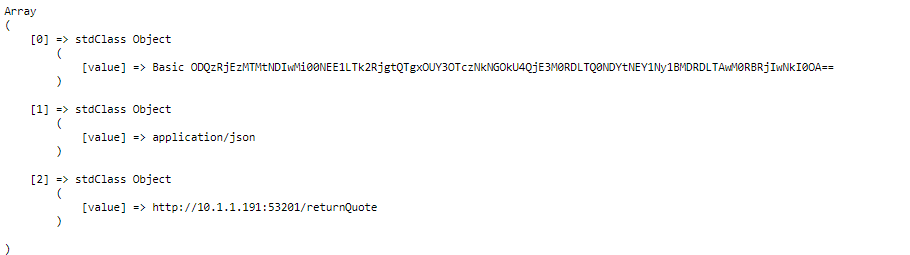 Array
(
    [0] => stdClass Object
        (
            [value] => Basic ODQzRjEzMTMtNDIwMi00NEE1LTk2RjgtQTgxOUY3OTczNkNGOkU4QjE3M0RDLTQ0NDYtNEY1Ny1BMDRDLTAwM0RBRjIwNkI0OA==
        )
    [1] => stdClass Object
        (
            [value] => application/json
        )
    [2] => stdClass Object
        (
            [value] => http://10.1.1.191:53201/returnQuote
        )
)